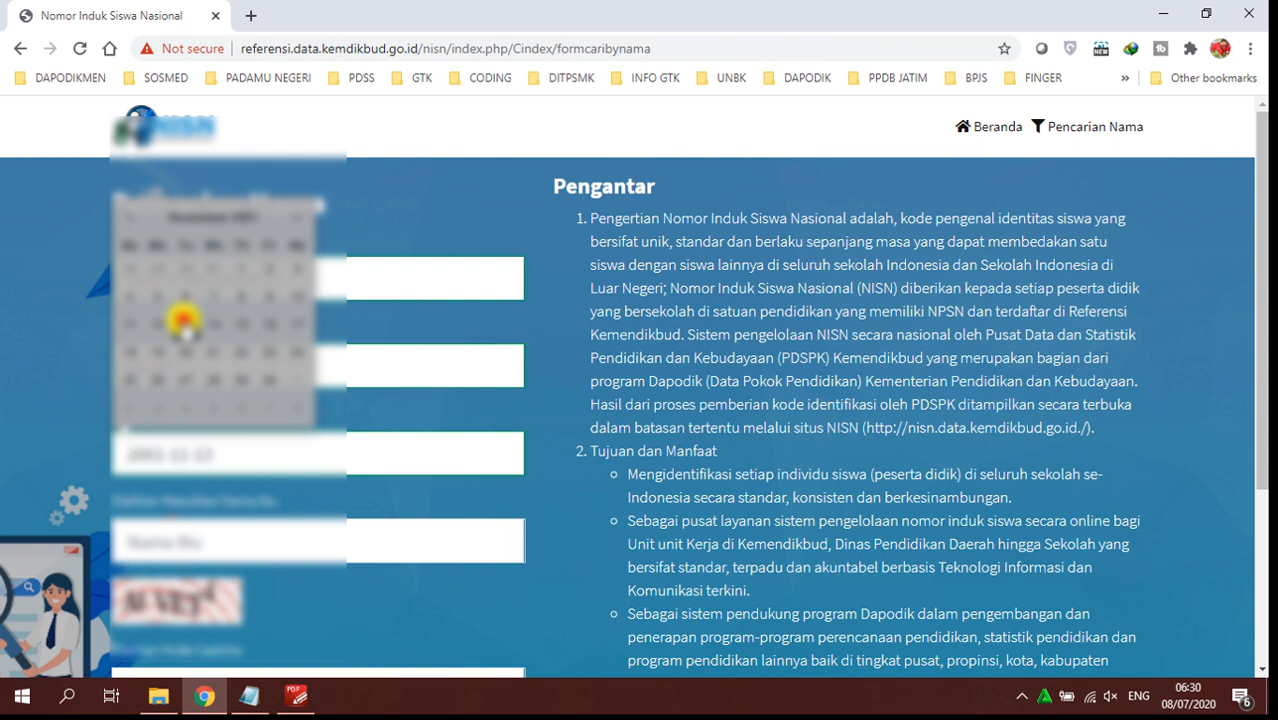 Nomor Induk Siswa Nasional
Not secure
referensi.data.kemdikbud.go.id/nisn/index.php/Cindex/formcaribynama
DAPODIKMEN
SOSMED
PADAMU NEGERI
PDSS
GTK
CODING
DITPSMK
INFO GTK
UNBK
DAPODIK
PPDB JATIM
BPJS
FINGER
»
Other bookmarks
NISN
Beranda
Pencarian Nama
Pengantar
1. Pengertian Nomor Induk Siswa Nasional adalah, kode pengenal identitas siswa yang
bersifat unik, standar dan berlaku sepanjang masa yang dapat membedakan satu
siswa dengan siswa lainnya di seluruh sekolah Indonesia dan Sekolah Indonesia di
Luar Negeri; Nomor Induk Siswa Nasional (NISN) diberikan kepada setiap peserta didik
yang bersekolah di satuan pendidikan yang memiliki NPSN dan terdaftar di Referensi
Kemendikbud. Sistem pengelolaan NISN secara nasional oleh Pusat Data dan Statistik
Pendidikan dan Kebudayaan (PDSPK) Kemendikbud yang merupakan bagian dari
program Dapodik (Data Pokok Pendidikan) Kementerian Pendidikan dan Kebudayaan.
Hasil dari proses pemberian kode identifikasi oleh PDSPK ditampilkan secara terbuka
dalam batasan tertentu melalui situs NISN (http://nisn.data.kemdikbud.go.id./).
2. Tujuan dan Manfaat
Mengidentifikasi setiap individu siswa (peserta didik) di seluruh sekolah se-
Indonesia secara standar, konsisten dan berkesinambungan.
Sebagai pusat layanan sistem pengelolaan nomor induk siswa secara online bagi
Unit unit Kerja di Kemendikbud, Dinas Pendidikan Daerah hingga Sekolah yang
bersifat standar, terpadu dan akuntabel berbasis Teknologi Informasi dan
Komunikasi terkini.
Sebagai sistem pendukung program Dapodik dalam pengembangan dan
penerapan program-program perencanaan pendidikan, statistik pendidikan dan
program pendidikan lainnya baik di tingkat pusat, propinsi, kota, kabupaten
2001-11-13
Nama Ibu
ENG
06:30
08/07/2020
6